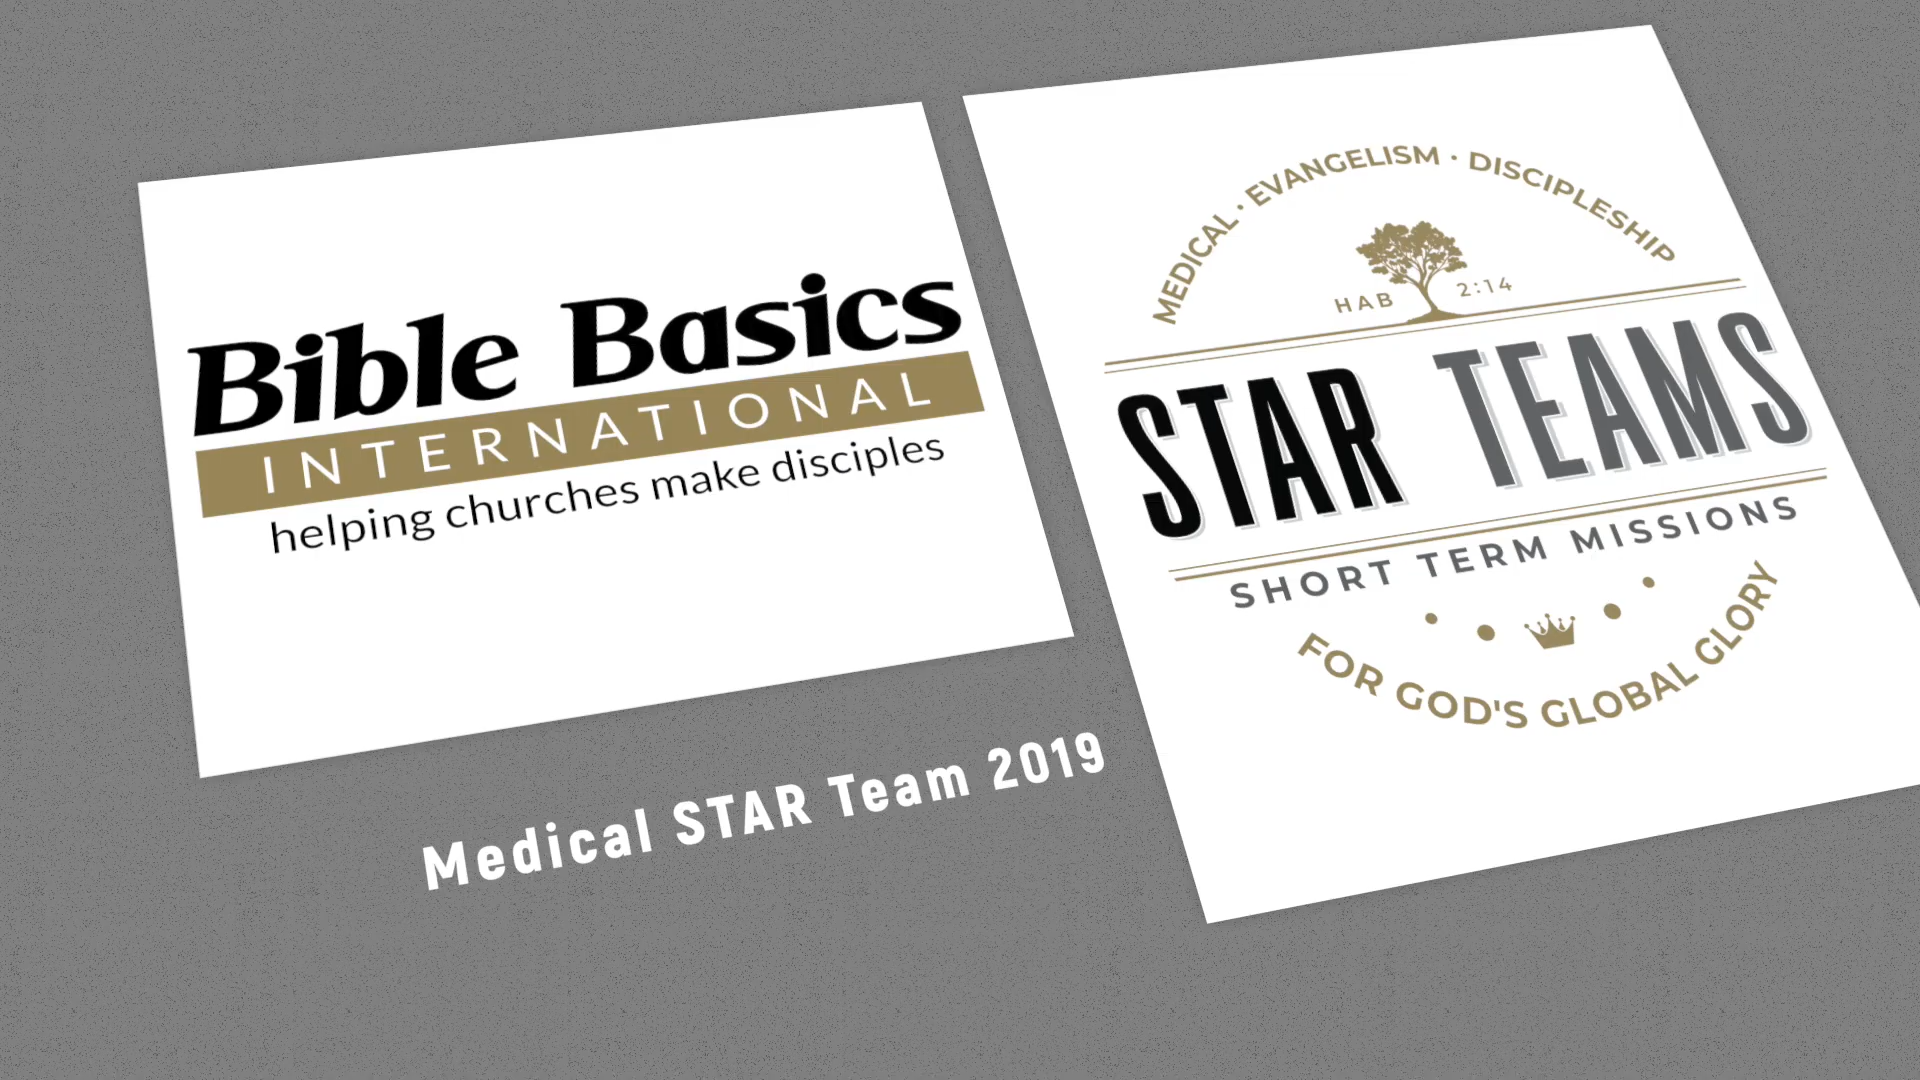 Bible Basics
INTERNATIONAL
helping churches make disciples
MEDICAL · EVANGELISM · DISCIPLESHIP
HAB 2:14
STAR TEAMS
SHORT TERM MISSIONS
FOR GOD'S GLOBAL GLORY
Medical STAR Team 2019